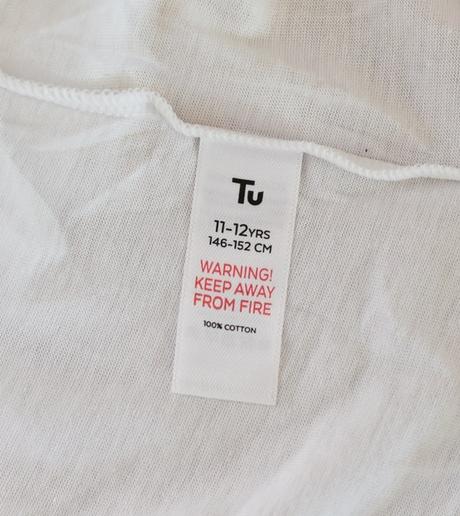 Tu
11-12YRS
146-152 CM
WARNING!
KEEP AWAY
FROM FIRE
100% COTTON